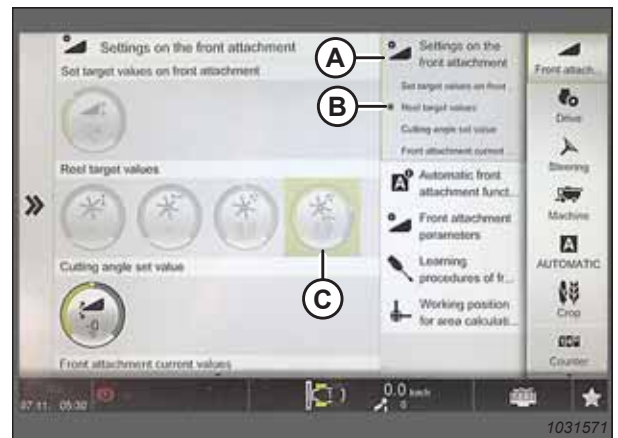 Settings on the front attachment
Set target values on front attachment
Reel target values
Cutting angle set value
-0
Front attachment current values
A
B
C
Settings on the
front attachment
Set target values on front ...
Reel target values
Cutting angle set value
Front attachment current ...
Automatic front
attachment funct...
Front attachment
parameters
Learning
procedures of fr...
Working position
for area calculati...
Front attach...
Drive
Steering
Machine
A
AUTOMATIC
Crop
Counter
07.11. 05:30
0.0 km/h
1031571